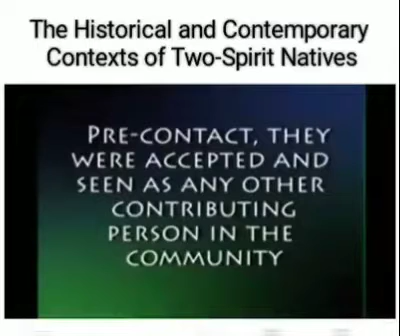 The Historical and Contemporary
Contexts of Two-Spirit Natives
PRE-CONTACT, THEY
WERE ACCEPTED AND
SEEN AS ANY OTHER
CONTRIBUTING
PERSON IN THE
COMMUNITY